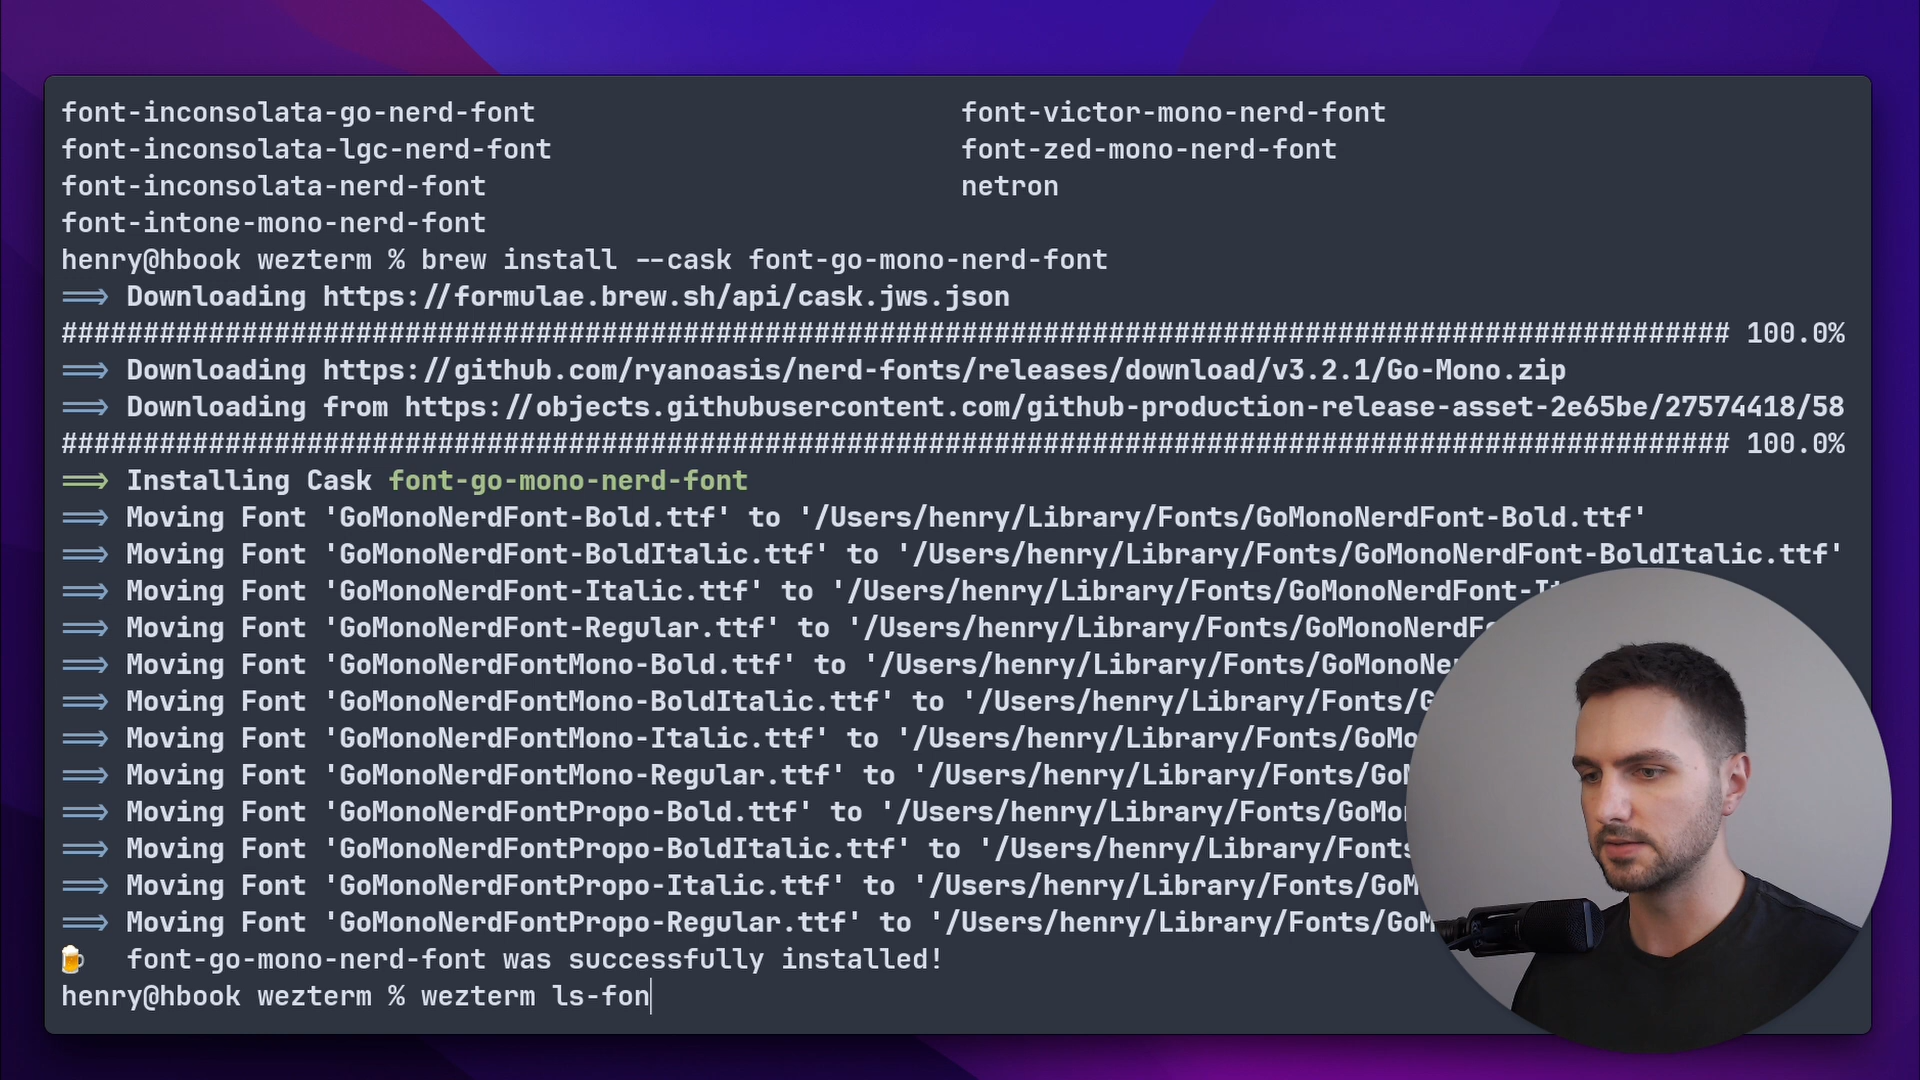 font-inconsolata-go-nerd-font font-victor-mono-nerd-font
font-inconsolata-lgc-nerd-font font-zed-mono-nerd-font
font-inconsolata-nerd-font netron
font-intone-mono-nerd-font
henry@hbook wezterm % brew install --cask font-go-mono-nerd-font
==> Downloading https://formulae.brew.sh/api/cask.jws.json
######################################################################################################## 100.0%
==> Downloading https://github.com/ryanoasis/nerd-fonts/releases/download/v3.2.1/Go-Mono.zip
==> Downloading from https://objects.githubusercontent.com/github-production-release-asset-2e65be/27574418/58
######################################################################################################## 100.0%
==> Installing Cask font-go-mono-nerd-font
==> Moving Font 'GoMonoNerdFont-Bold.ttf' to '/Users/henry/Library/Fonts/GoMonoNerdFont-Bold.ttf'
==> Moving Font 'GoMonoNerdFont-BoldItalic.ttf' to '/Users/henry/Library/Fonts/GoMonoNerdFont-BoldItalic.ttf'
==> Moving Font 'GoMonoNerdFont-Italic.ttf' to '/Users/henry/Library/Fonts/GoMonoNerdFont-
==> Moving Font 'GoMonoNerdFont-Regular.ttf' to '/Users/henry/Library/Fonts/GoMonoNerdF
==> Moving Font 'GoMonoNerdFontMono-Bold.ttf' to '/Users/henry/Library/Fonts/GoMonoNe
==> Moving Font 'GoMonoNerdFontMono-BoldItalic.ttf' to '/Users/henry/Library/Fonts/G
==> Moving Font 'GoMonoNerdFontMono-Italic.ttf' to '/Users/henry/Library/Fonts/GoMo
==> Moving Font 'GoMonoNerdFontMono-Regular.ttf' to '/Users/henry/Library/Fonts/GoM
==> Moving Font 'GoMonoNerdFontPropo-Bold.ttf' to '/Users/henry/Library/Fonts/GoMo
==> Moving Font 'GoMonoNerdFontPropo-BoldItalic.ttf' to '/Users/henry/Library/Fonts
==> Moving Font 'GoMonoNerdFontPropo-Italic.ttf' to '/Users/henry/Library/Fonts/GoM
==> Moving Font 'GoMonoNerdFontPropo-Regular.ttf' to '/Users/henry/Library/Fonts/GoM
🍺 font-go-mono-nerd-font was successfully installed!
henry@hbook wezterm % wezterm ls-fon